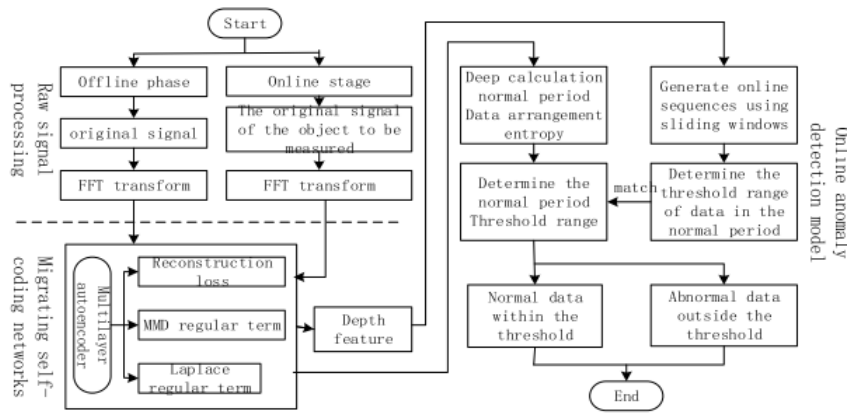 Start
Raw signal
processing
Offline phase
original signal
FFT transform
Online stage
The original signal
of the object to be
measured
FFT transform
Migrating self-
coding networks
Multilayer
autoencoder
Reconstruction
loss
MMD regular term
Laplace
regular term
Depth
feature
Deep calculation
normal period
Data arrangement
entropy
Determine the
normal period
Threshold range
match
Generate online
sequences using
sliding windows
Determine the
threshold range
of data in the
normal period
Normal data
within the
threshold
Abnormal data
outside the
threshold
End
Online anomaly
detection model